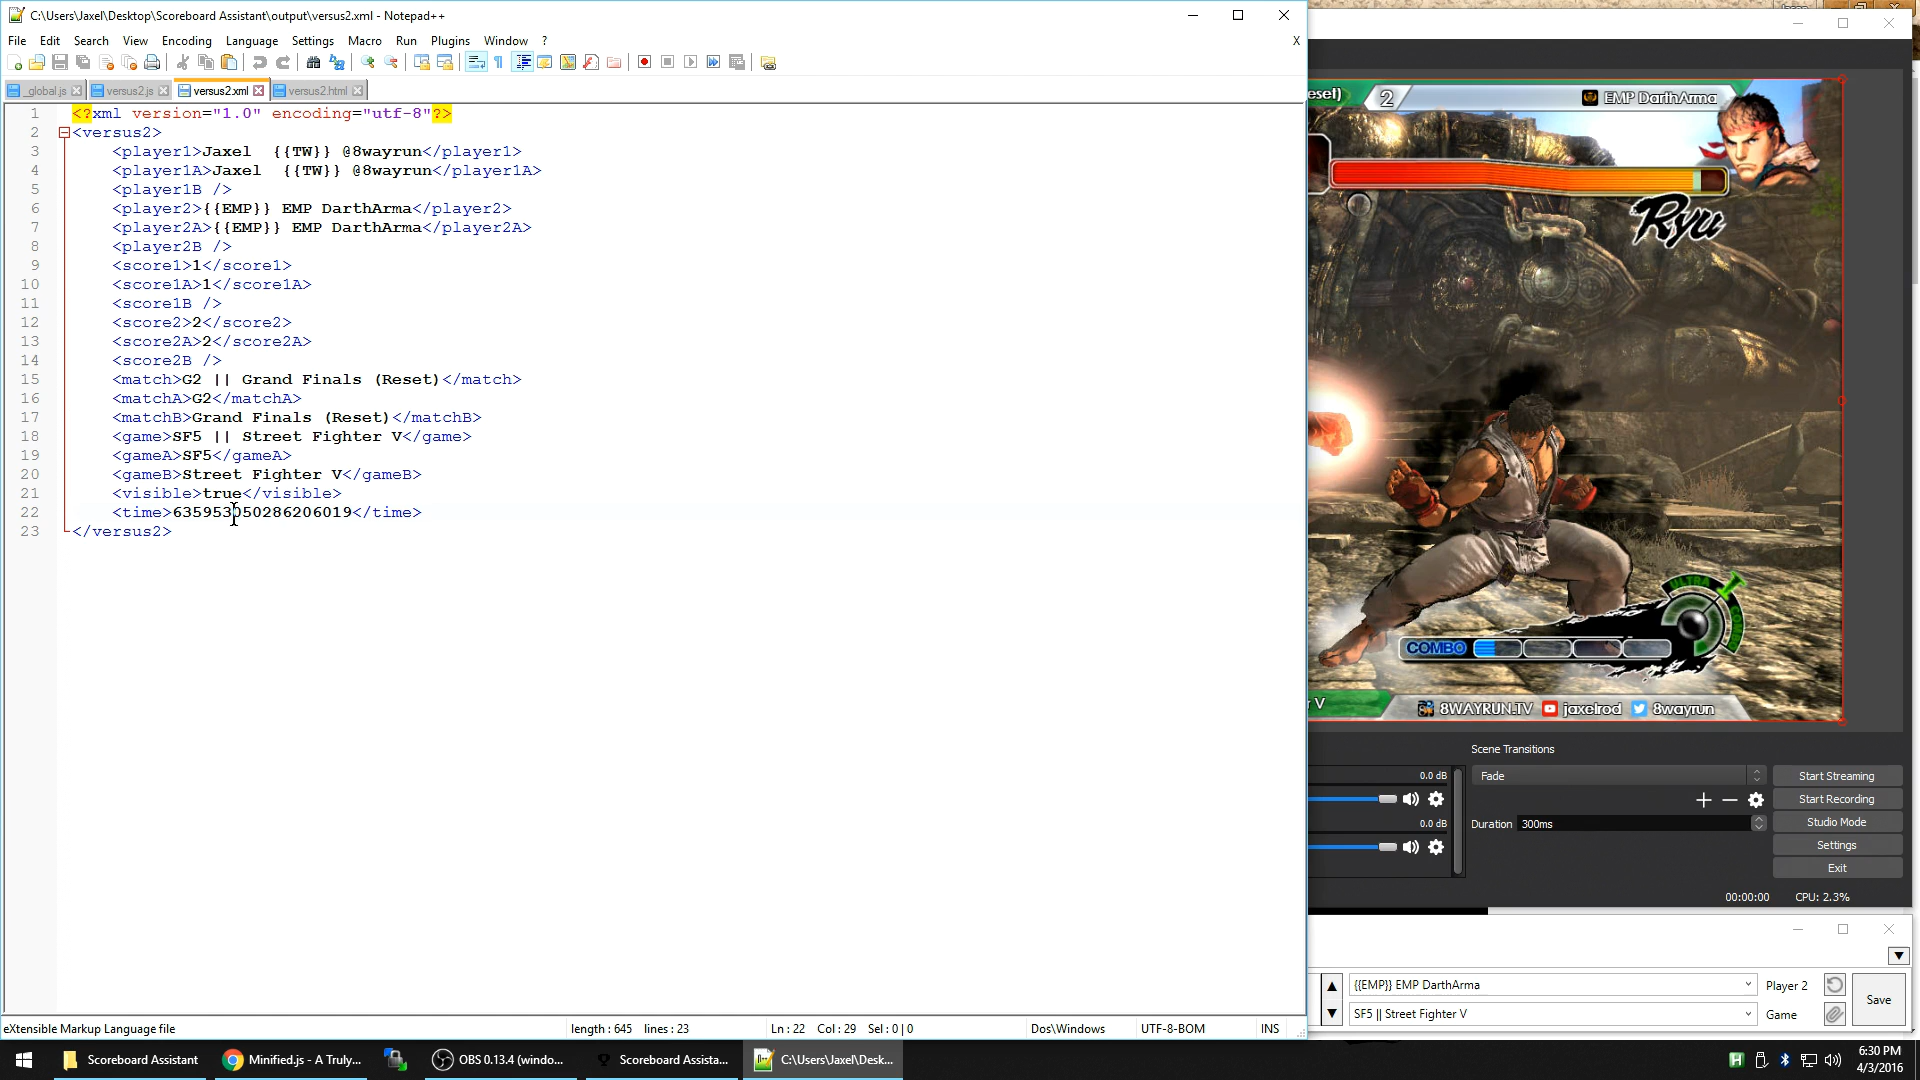 C:\Users\Jaxel\Desktop\Scoreboard Assistant\output\versus2.xml - Notepad++
File Edit Search View Encoding Language Settings Macro Run Plugins Window ? X
_global.js versus2.js versus2.xml versus2.html
1 <?xml version="1.0" encoding="utf-8"?>
2 <versus2>
3 <player1>Jaxel {{TW}} @8wayrun</player1>
4 <player1A>Jaxel {{TW}} @8wayrun</player1A>
5 <player1B />
6 <player2>{{EMP}} EMP DarthArma</player2>
7 <player2A>{{EMP}} EMP DarthArma</player2A>
8 <player2B />
9 <score1>1</score1>
10 <score1A>1</score1A>
11 <score1B />
12 <score2>2</score2>
13 <score2A>2</score2A>
14 <score2B />
15 <match>G2 || Grand Finals (Reset)</match>
16 <matchA>G2</matchA>
17 <matchB>Grand Finals (Reset)</matchB>
18 <game>SF5 || Street Fighter V</game>
19 <gameA>SF5</gameA>
20 <gameB>Street Fighter V</gameB>
21 <visible>true</visible>
22 <time>635953050286206019</time>
23 </versus2>
eXtensible Markup Language file length : 645 lines : 23 Ln : 22 Col : 29 Sel : 0 | 0 Dos\Windows UTF-8-BOM INS
eset) 2 EMP DarthArma
Ryu
ULTRA
COMBO
COMBO
V 8WAYRUN.TV jaxelrod 8wayrun
Scene Transitions
0.0 dB Fade Start Streaming
Start Recording
0.0 dB Duration 300ms Studio Mode
Settings
Exit
00:00:00 CPU: 2.3%
{{EMP}} EMP DarthArma Player 2
Save
SF5 || Street Fighter V Game
Scoreboard Assistant Minified.js - A Truly... OBS 0.13.4 (windo... Scoreboard Assista... C:\Users\Jaxel\Desk...
6:30 PM
4/3/2016